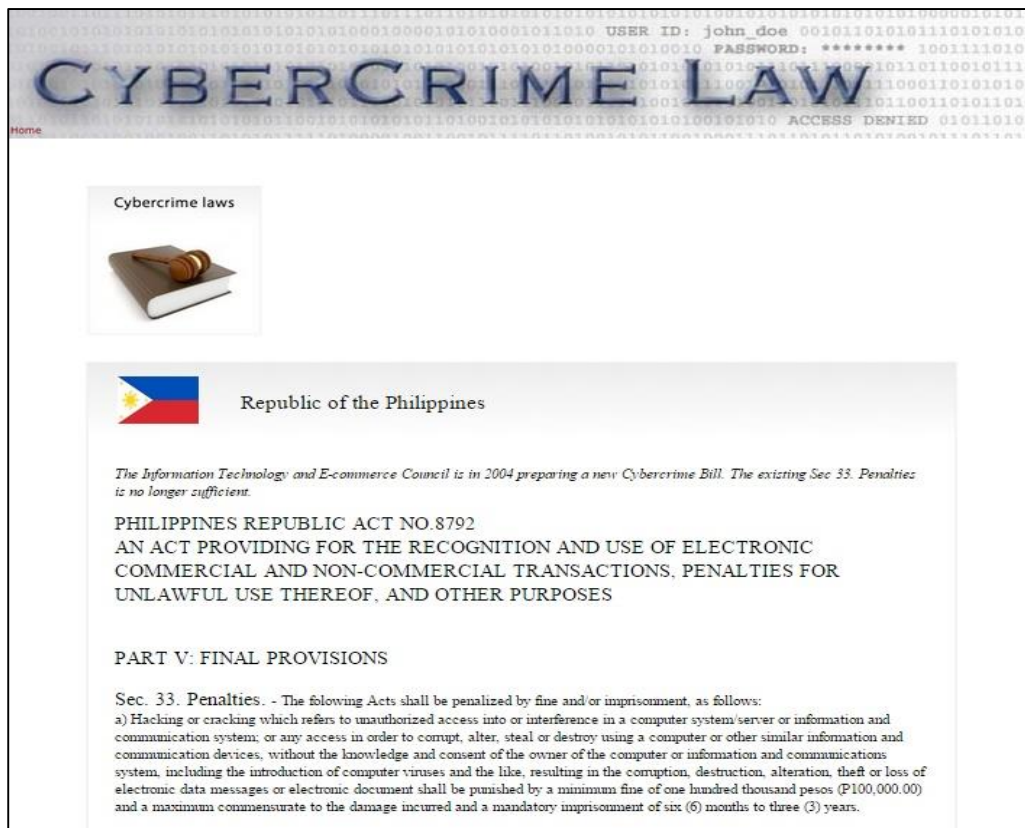 USER ID: john_doe
PASSWORD: ********
CYBERCRIME LAW
ACCESS DENIED
Home
Cybercrime laws
Republic of the Philippines
The Information Technology and E-commerce Council is in 2004 preparing a new Cybercrime Bill. The existing Sec 33. Penalties
is no longer sufficient.
PHILIPPINES REPUBLIC ACT NO.8792
AN ACT PROVIDING FOR THE RECOGNITION AND USE OF ELECTRONIC
COMMERCIAL AND NON-COMMERCIAL TRANSACTIONS, PENALTIES FOR
UNLAWFUL USE THEREOF, AND OTHER PURPOSES
PART V: FINAL PROVISIONS
Sec. 33. Penalties. - The folowing Acts shall be penalized by fine and/or imprisonment, as follows:
a) Hacking or cracking which refers to unauthorized access into or interference in a computer system/server or information and
communication system; or any access in order to corrupt, alter, steal or destroy using a computer or other similar information and
communication devices, without the knowledge and consent of the owner of the computer or information and communications
system, including the introduction of computer viruses and the like, resulting in the corruption, destruction, alteration, theft or loss of
electronic data messages or electronic document shall be punished by a minimum fine of one hundred thousand pesos (P100,000.00)
and a maximum commensurate to the damage incurred and a mandatory imprisonment of six (6) months to three (3) years.